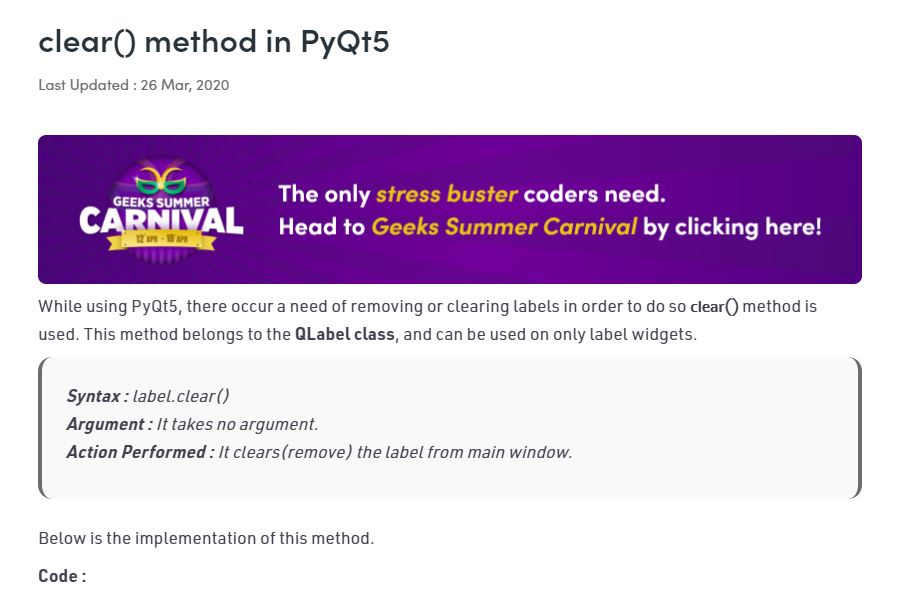 clear() method in PyQt5
Last Updated : 26 Mar, 2020
GEEKS SUMMER
CARNIVAL
12 APR - 18 APR
The only stress buster coders need.
Head to Geeks Summer Carnival by clicking here!
While using PyQt5, there occur a need of removing or clearing labels in order to do so clear() method is
used. This method belongs to the QLabel class, and can be used on only label widgets.
Syntax : label.clear()
Argument : It takes no argument.
Action Performed : It clears(remove) the label from main window.
Below is the implementation of this method.
Code :